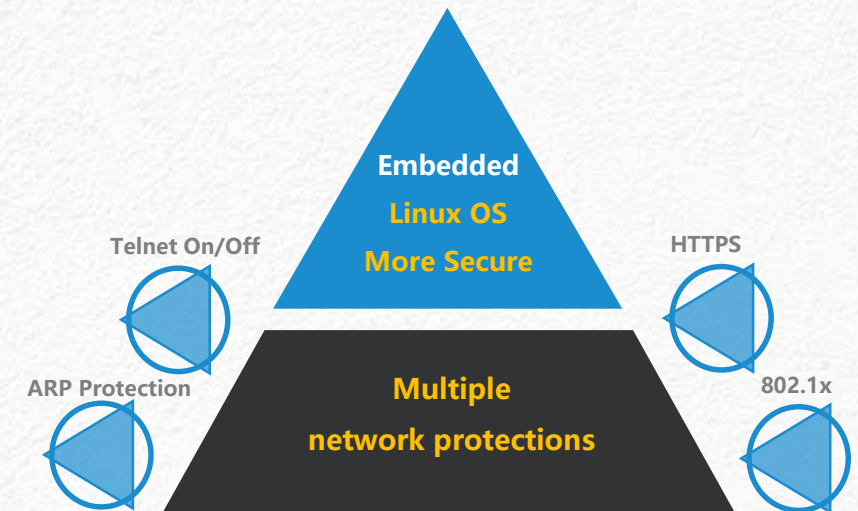 Embedded
Linux OS
More Secure
Telnet On/Off
HTTPS
ARP Protection
802.1x
Multiple
network protections